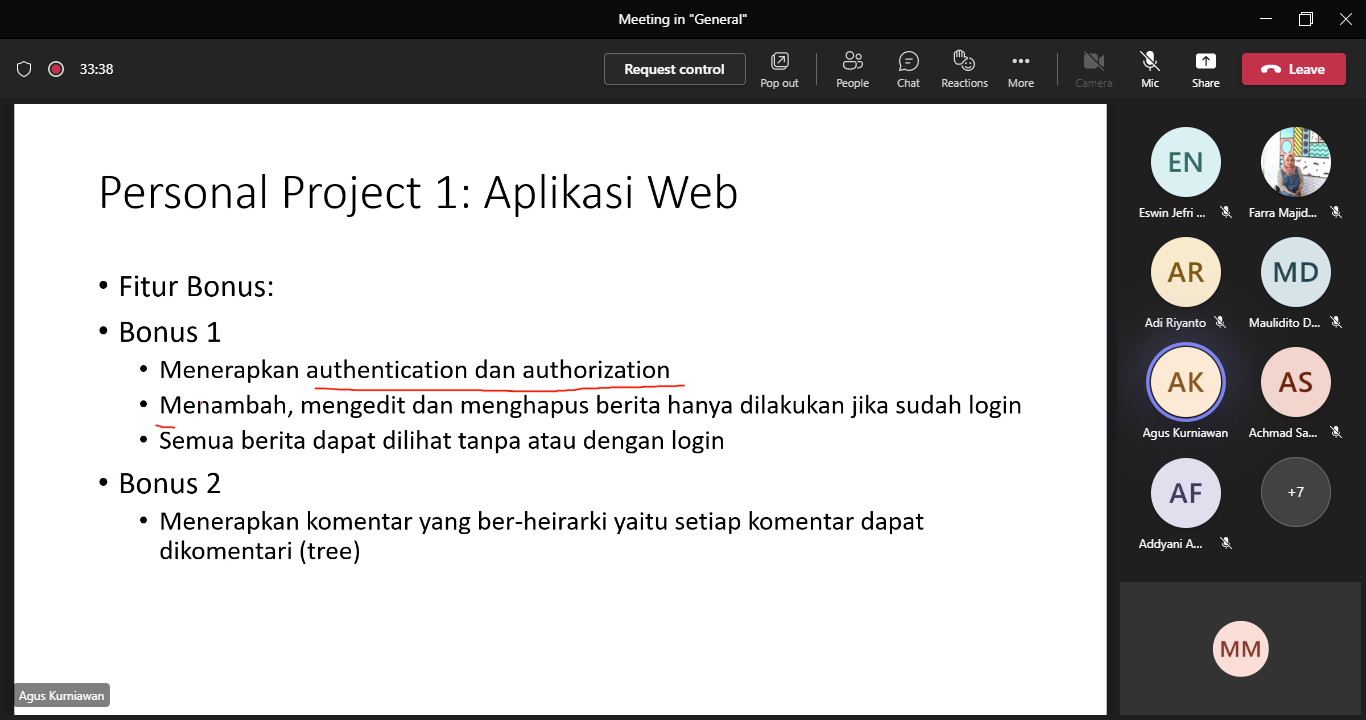 Meeting in "General"
33:38
Request control
Pop out
People
Chat
Reactions
More
Camera
Mic
Share
Leave
Personal Project 1: Aplikasi Web
• Fitur Bonus:
• Bonus 1
• Menerapkan authentication dan authorization
• Menambah, mengedit dan menghapus berita hanya dilakukan jika sudah login
• Semua berita dapat dilihat tanpa atau dengan login
• Bonus 2
• Menerapkan komentar yang ber-heirarki yaitu setiap komentar dapat
dikomentari (tree)
Agus Kurniawan
EN
Eswin Jefri ...
Farra Majid...
AR
Adi Riyanto
MD
Maulidito D...
AK
Agus Kurniawan
AS
Achmad Sa...
AF
Addyani A...
+7
MM